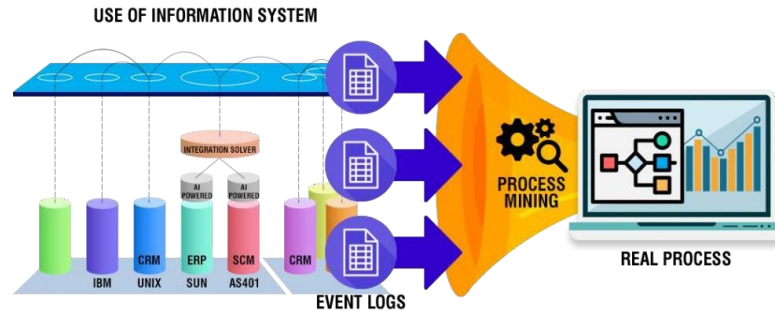 USE OF INFORMATION SYSTEM
INTEGRATION SOLVER
AI
POWERED
AI
POWERED
CRM
ERP
SCM
CRM
IBM
UNIX
SUN
AS401
EVENT LOGS
PROCESS
MINING
REAL PROCESS